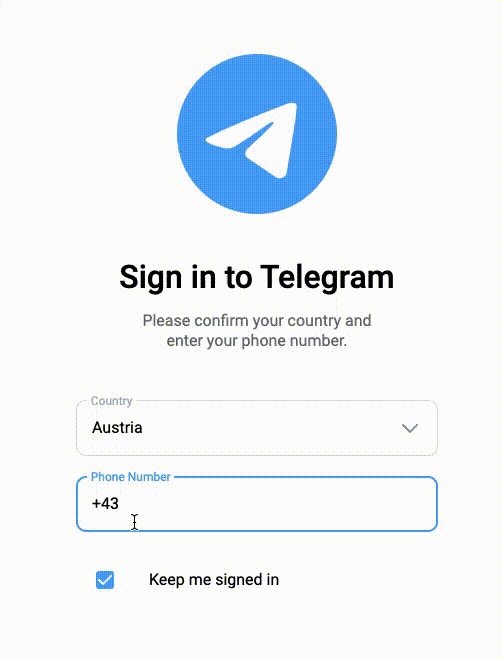 Sign in to Telegram
Please confirm your country and
enter your phone number.
Country
Austria
Phone Number
+43
Keep me signed in